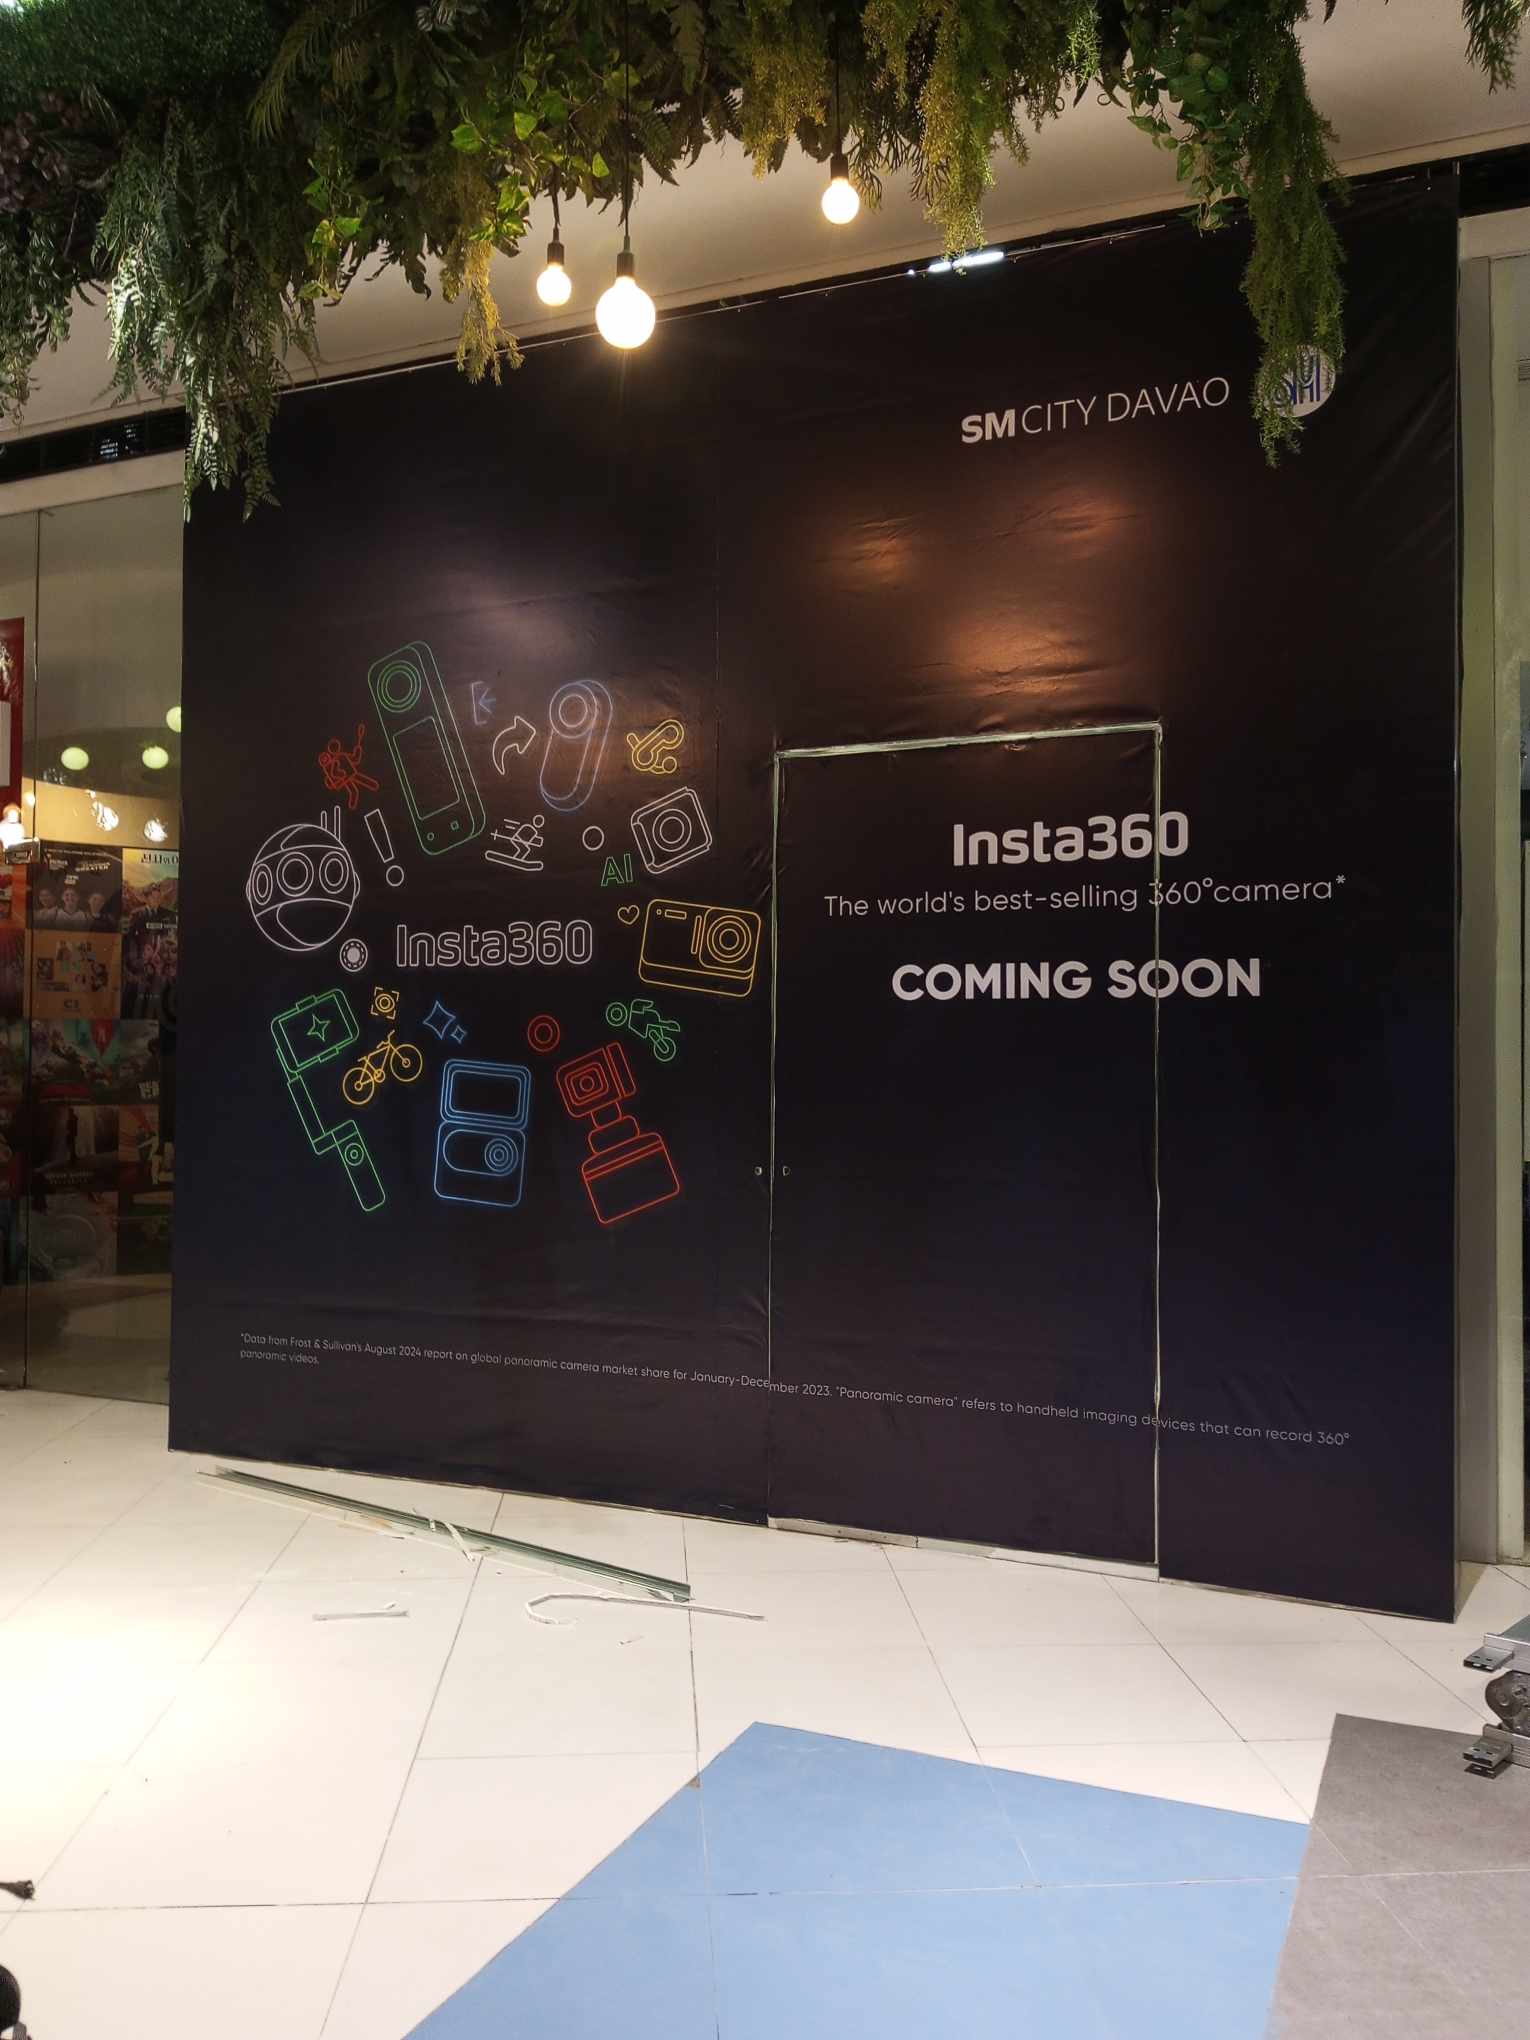 SM CITY DAVAO
Insta360
The world's best-selling 360°camera*
COMING SOON
AI
Insta360
*Data from Frost & Sullivan's August 2024 report on global panoramic camera market share for January-December 2023. "Panoramic camera" refers to handheld imaging devices that can record 360°
panoramic videos.